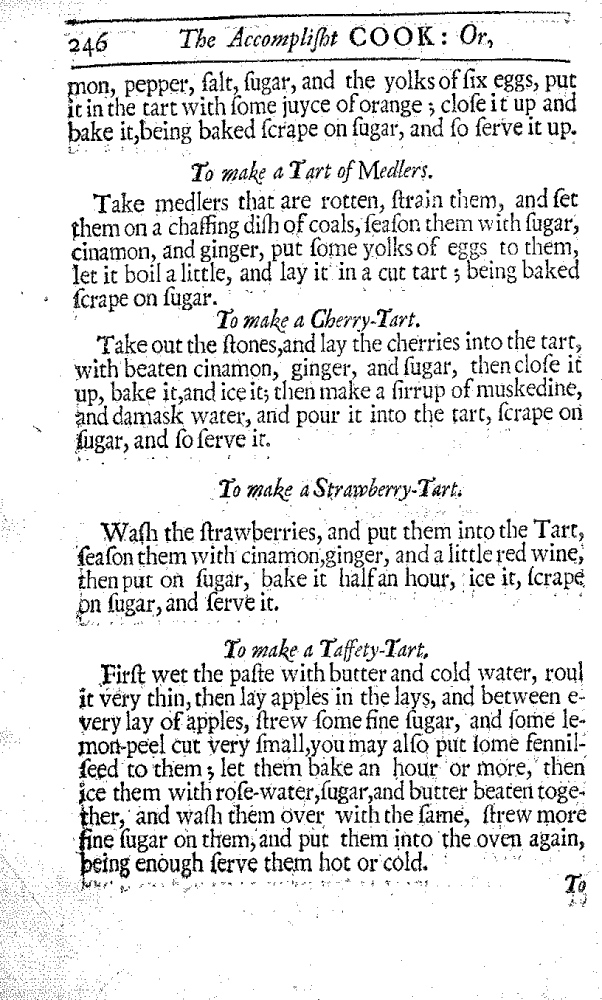 246 The Accompliſht COOK: Or,
mon, pepper, ſalt, ſugar, and the yolks of ſix eggs, put
it in the tart with ſome juyce of orange; cloſe it up and
bake it, being baked ſcrape on ſugar, and ſo ſerve it up.
To make a Tart of Medlers.
Take medlers that are rotten, ſtrain them, and ſet
them on a chaffing diſh of coals, ſeaſon them with ſugar,
cinamon, and ginger, put ſome yolks of eggs to them,
let it boil a little, and lay it in a cut tart; being baked
ſcrape on ſugar.
To make a Cherry-Tart.
Take out the ſtones, and lay the cherries into the tart,
with beaten cinamon, ginger, and ſugar, then cloſe it
up, bake it, and ice it; then make a ſirrup of muskedine,
and damask water, and pour it into the tart, ſcrape on
ſugar, and ſo ſerve it.
To make a Strawberry-Tart.
Waſh the ſtrawberries, and put them into the Tart,
ſeaſon them with cinamon, ginger, and a little red wine,
then put on ſugar, bake it half an hour, ice it, ſcrape
on ſugar, and ſerve it.
To make a Taffety-Tart.
Firſt wet the paſte with butter and cold water, roul
it very thin, then lay apples in the lays, and between e-
very lay of apples, ſtrew ſome fine ſugar, and ſome le-
mon-peel cut very ſmall, you may alſo put ſome fennil-
ſeed to them; let them bake an hour or more, then
ice them with roſe-water, ſugar, and butter beaten toge-
ther, and waſh them over with the ſame, ſtrew more
fine ſugar on them, and put them into the oven again,
being enough ſerve them hot or cold.
To